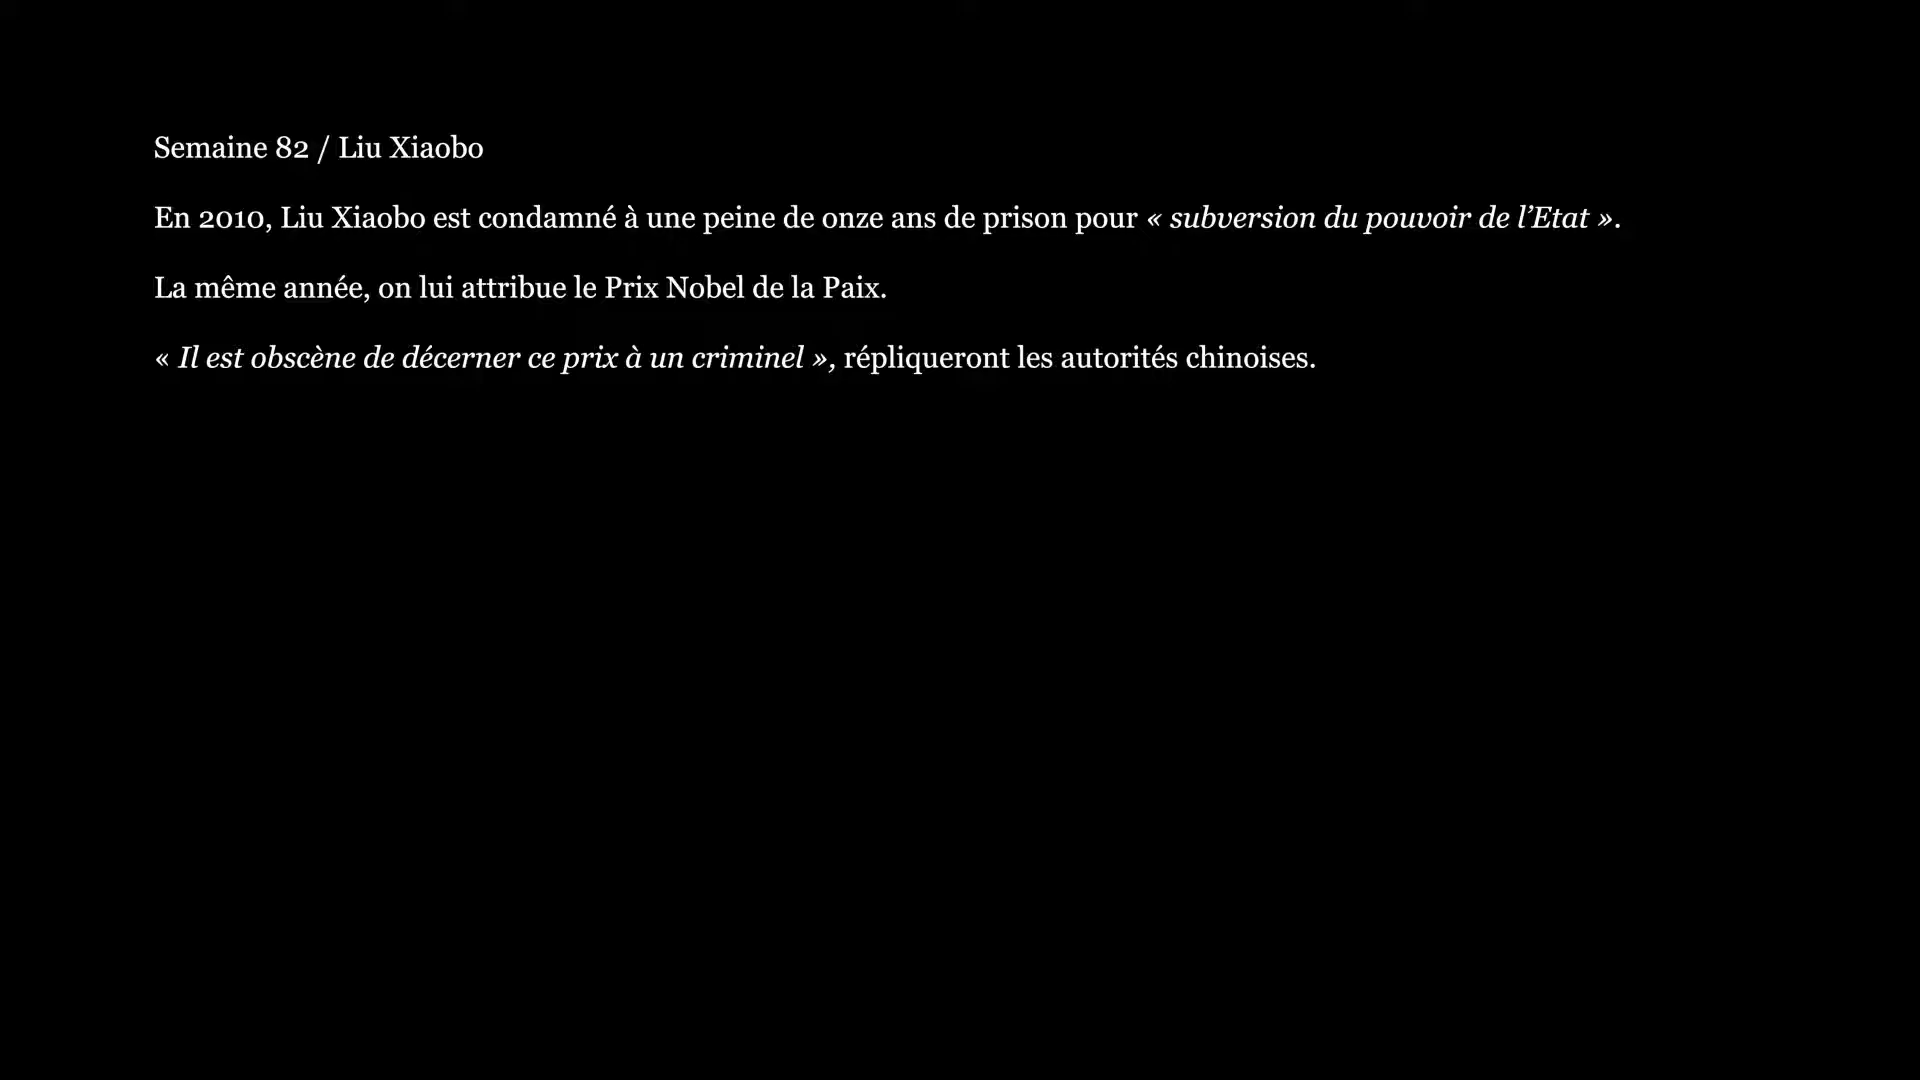 Semaine 82 / Liu Xiaobo
En 2010, Liu Xiaobo est condamné à une peine de onze ans de prison pour « subversion du pouvoir de l’Etat ».
La même année, on lui attribue le Prix Nobel de la Paix.
« Il est obscène de décerner ce prix à un criminel », répliqueront les autorités chinoises.